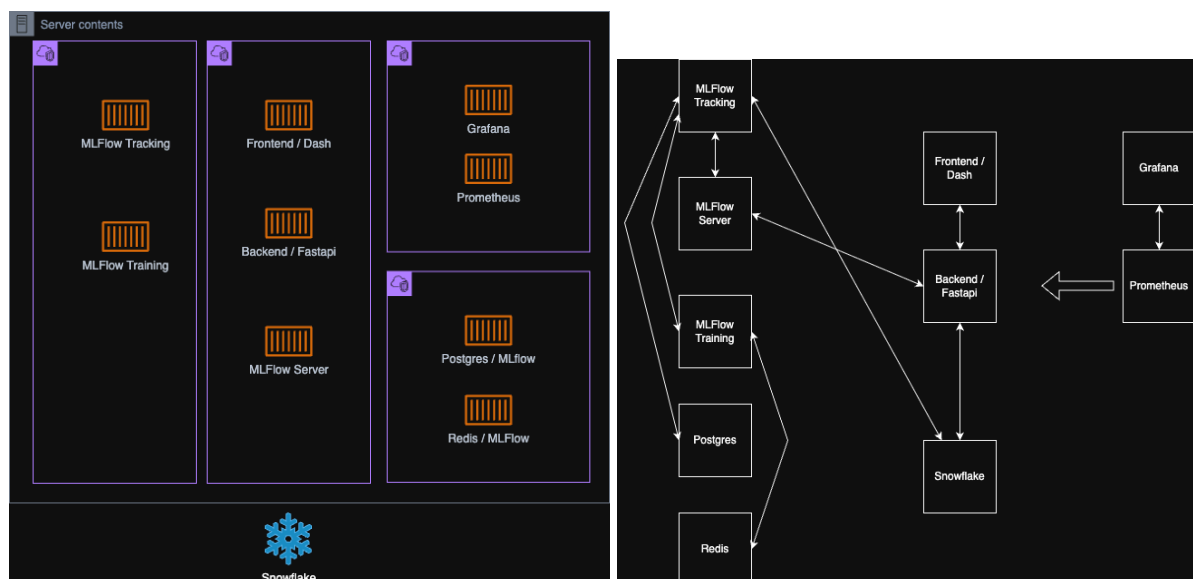 Server contents
MLFlow Tracking
MLFlow Training
Frontend / Dash
Backend / Fastapi
MLFlow Server
Grafana
Prometheus
Postgres / MLflow
Redis / MLFlow
Snowflake
MLFlow
Tracking
MLFlow
Server
MLFlow
Training
Postgres
Redis
Frontend /
Dash
Backend /
Fastapi
Snowflake
Grafana
Prometheus